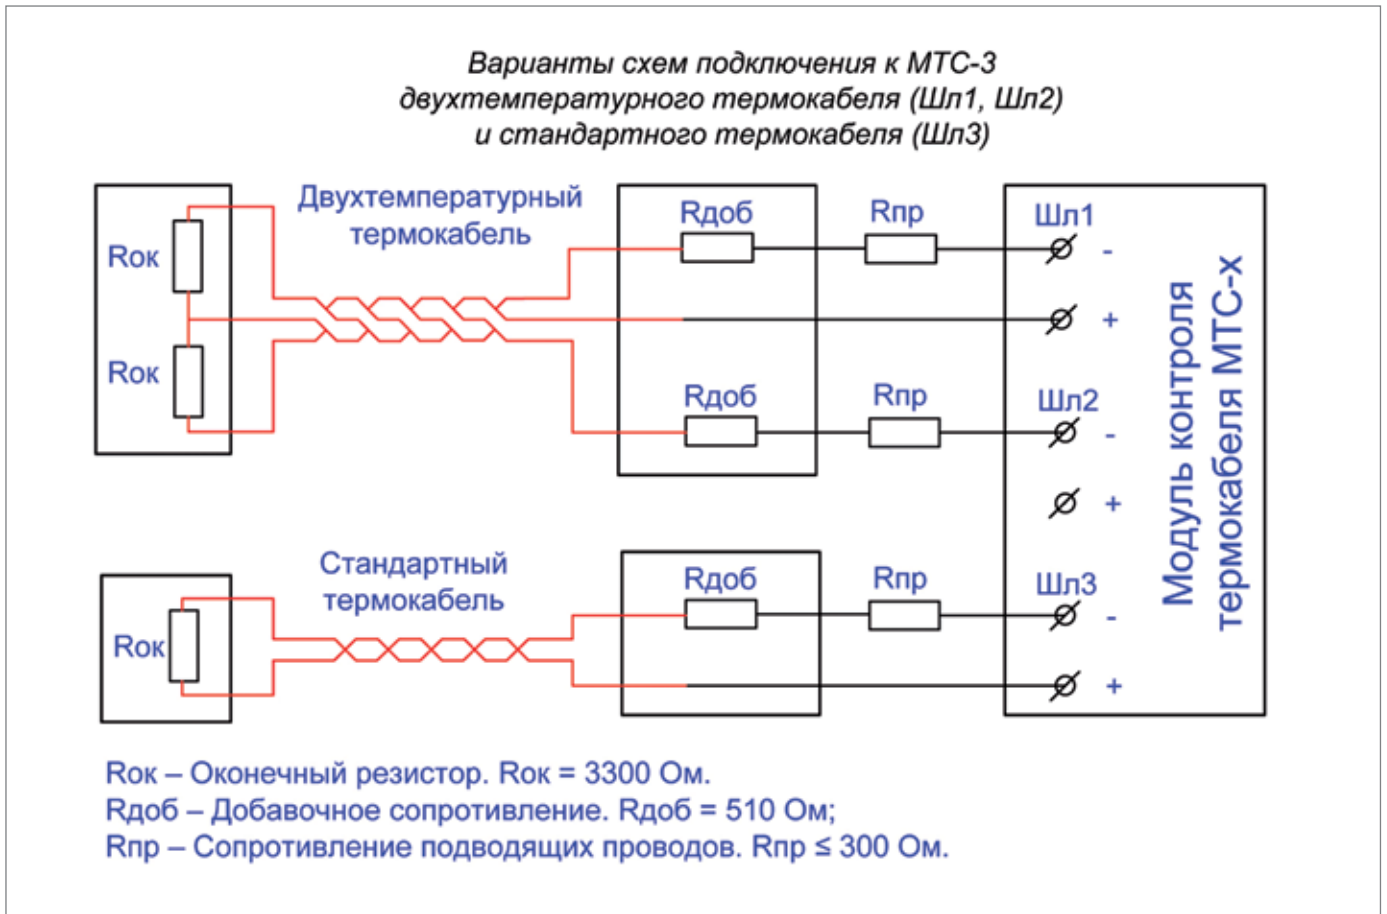 Варианты схем подключения к МТС-3
двухтемпературного термокабеля (Шл1, Шл2)
и стандартного термокабеля (Шл3)
Двухтемпературный
термокабель
Rок
Rок
Rдоб
Rпр
Шл1
-
+
Rдоб
Rпр
Шл2
-
+
Стандартный
термокабель
Rок
Rдоб
Rпр
Шл3
-
+
Модуль контроля
термокабеля МТС-х
Rок – Оконечный резистор. Rок = 3300 Ом.
Rдоб – Добавочное сопротивление. Rдоб = 510 Ом;
Rпр – Сопротивление подводящих проводов. Rпр ≤ 300 Ом.